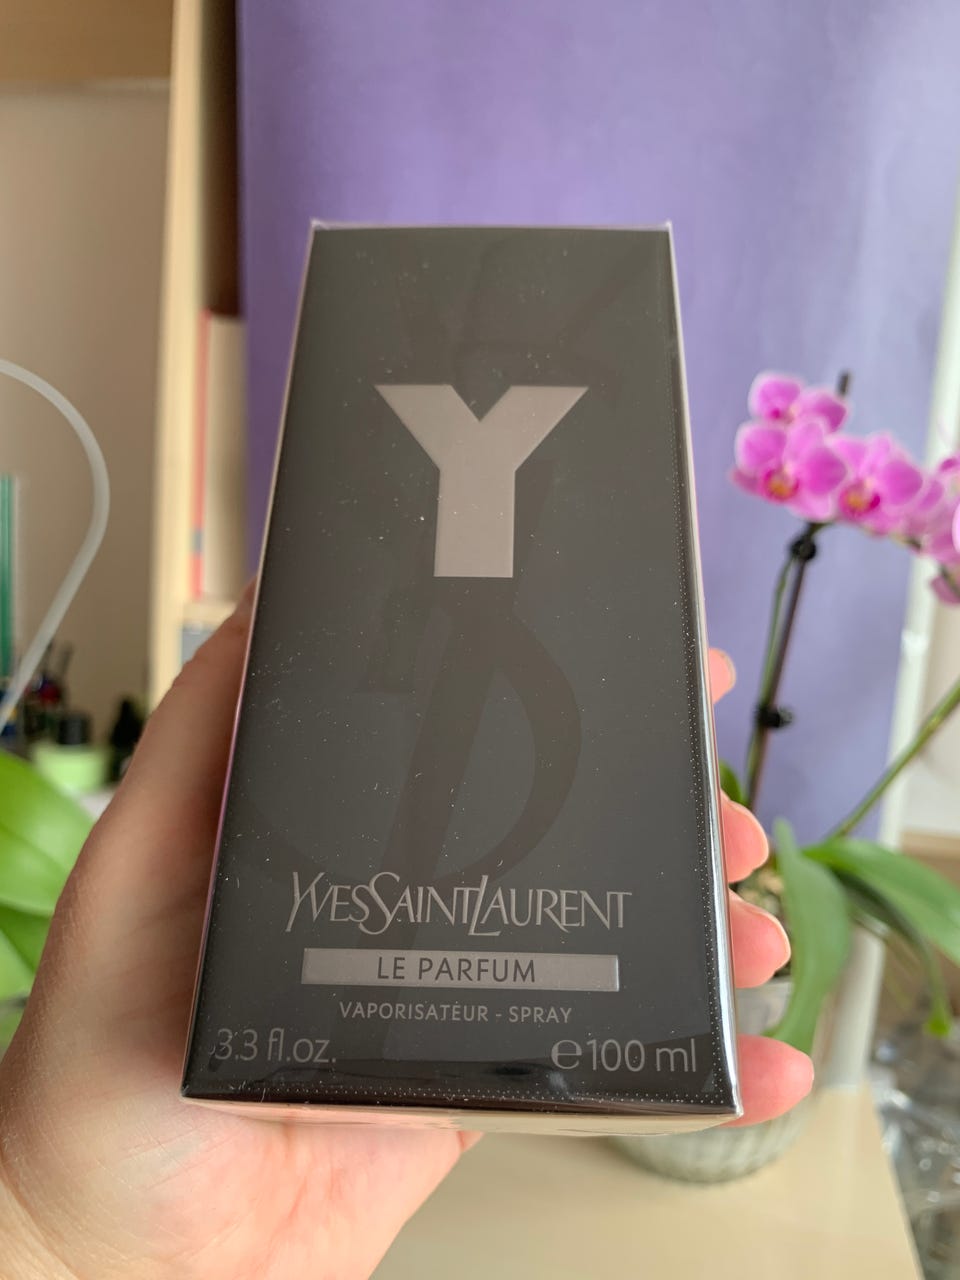 Y
YVESSAINTLAURENT
LE PARFUM
VAPORISATEUR - SPRAY
3.3 fl.oz. ℮100 ml